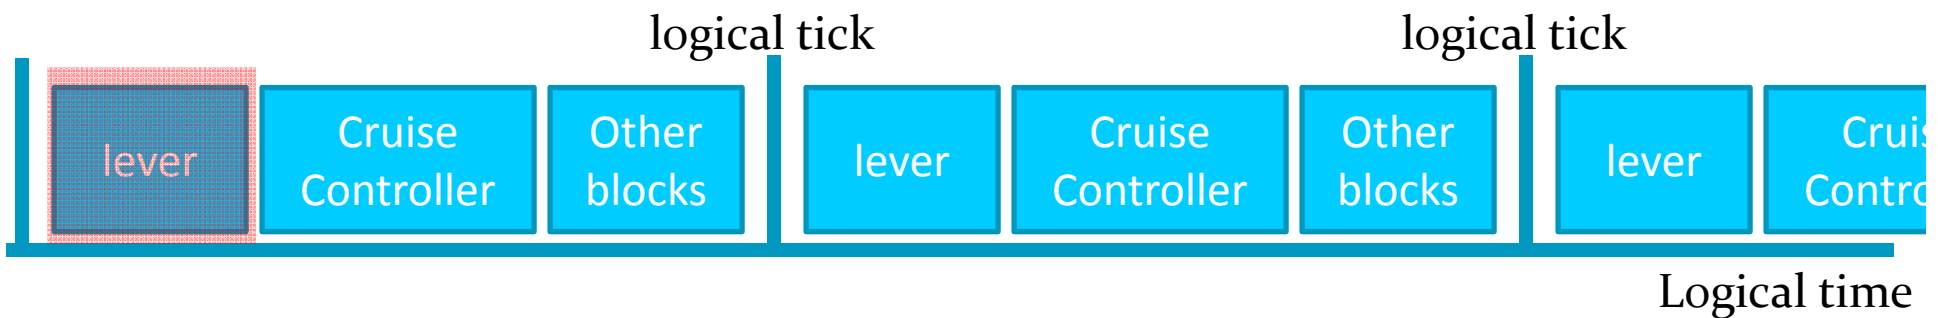 logical tick
logical tick
lever
Cruise
Controller
Other
blocks
lever
Cruise
Controller
Other
blocks
lever
Logical time